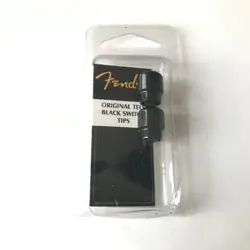 Fend
ORIGINAL TE
BLACK SWITC
TIPS